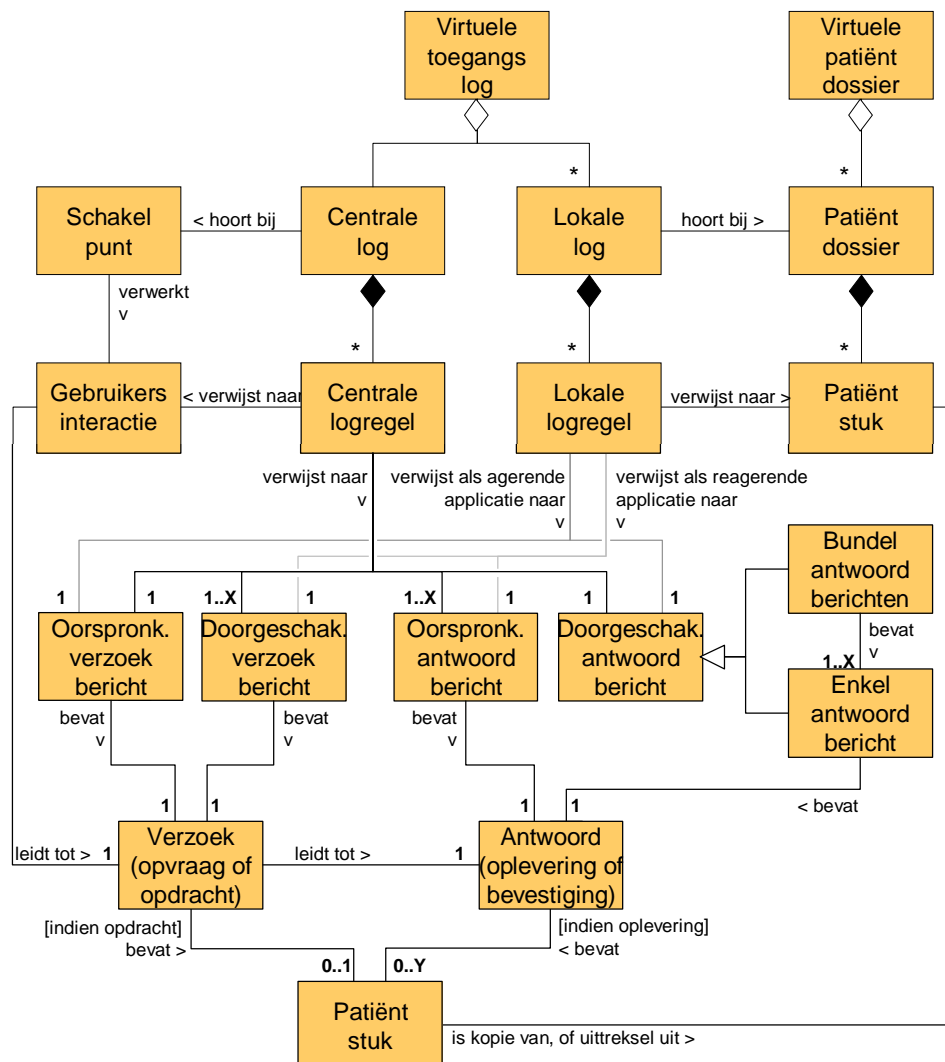 Virtuele
toegangs
log
Virtuele
patiënt
dossier
*
*
Schakel
punt
< hoort bij
Centrale
log
Lokale
log
hoort bij >
Patiënt
dossier
verwerkt
v
*
*
*
Gebruikers
interactie
< verwijst naar
Centrale
logregel
Lokale
logregel
verwijst naar >
Patiënt
stuk
verwijst naar
v
verwijst als agerende
applicatie naar
v
verwijst als reagerende
applicatie naar
v
Bundel
antwoord
berichten
1
1
1..X
1
1..X
1
1
1
Oorspronk.
verzoek
bericht
Doorgeschak.
verzoek
bericht
Oorspronk.
antwoord
bericht
Doorgeschak.
antwoord
bericht
bevat
v
1..X
Enkel
antwoord
bericht
bevat
v
bevat
v
bevat
v
1
1
1
1
< bevat
leidt tot >
1
Verzoek
(opvraag of
opdracht)
leidt tot >
1
Antwoord
(oplevering of
bevestiging)
[indien opdracht]
bevat >
[indien oplevering]
< bevat
0..1
0..Y
Patiënt
stuk
is kopie van, of uittreksel uit >